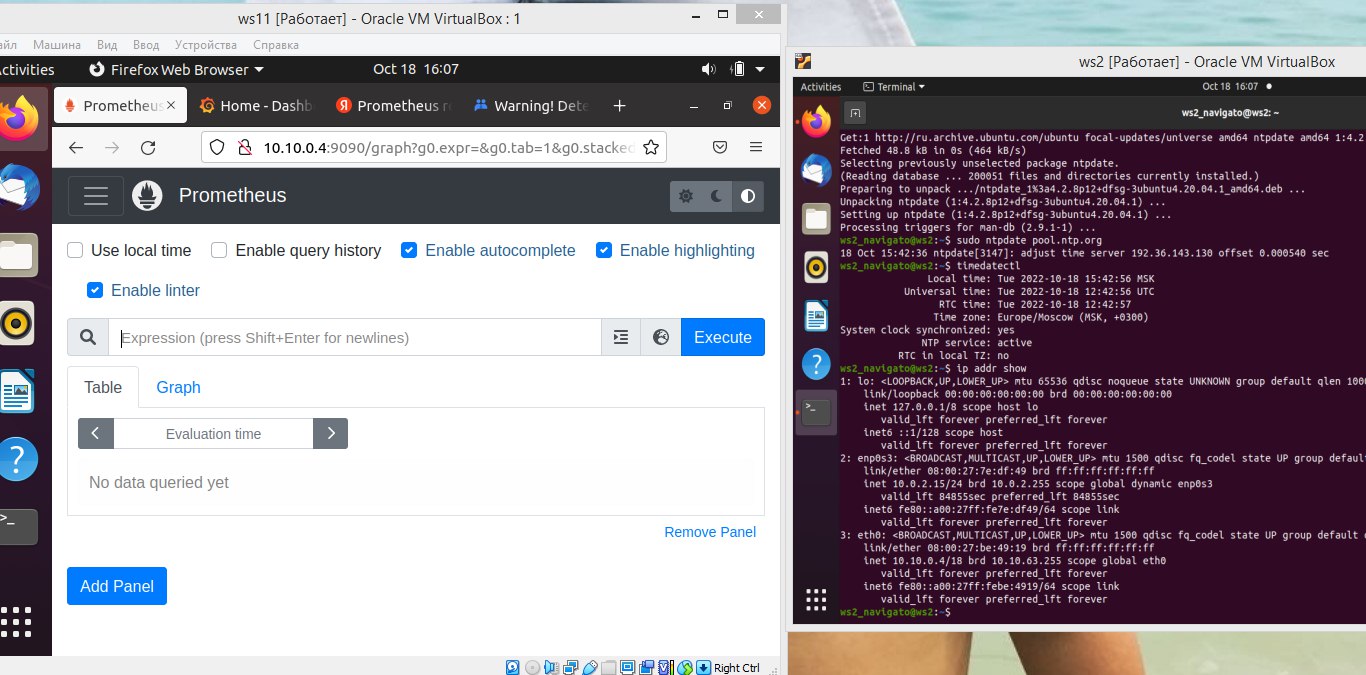 ws11 [Работает] - Oracle VM VirtualBox : 1
айл Машина Вид Ввод Устройства Справка
ctivities Firefox Web Browser Oct 18 16:07
Prometheus Home - Dashb Prometheus Warning! Dete
10.10.0.4:9090/graph?g0.expr=&g0.tab=1&g0.stacked
Prometheus
Use local time Enable query history Enable autocomplete Enable highlighting
Enable linter
Expression (press Shift+Enter for newlines) Execute
Table Graph
Evaluation time
No data queried yet
Remove Panel
Add Panel
Right Ctrl
ws2 [Работает] - Oracle VM VirtualBox
Activities Terminal Oct 18 16:07
ws2_navigato@ws2: ~
Get:1 http://ru.archive.ubuntu.com/ubuntu focal-updates/universe amd64 ntpdate amd64 1:4.2
Fetched 48.8 kB in 0s (464 kB/s)
Selecting previously unselected package ntpdate.
(Reading database ... 200051 files and directories currently installed.)
Preparing to unpack .../ntpdate_1%3a4.2.8p12+dfsg-3ubuntu4.20.04.1_amd64.deb ...
Unpacking ntpdate (1:4.2.8p12+dfsg-3ubuntu4.20.04.1) ...
Setting up ntpdate (1:4.2.8p12+dfsg-3ubuntu4.20.04.1) ...
Processing triggers for man-db (2.9.1-1) ...
ws2_navigato@ws2:~$ sudo ntpdate pool.ntp.org
18 Oct 15:42:36 ntpdate[3147]: adjust time server 192.36.143.130 offset 0.000540 sec
ws2_navigato@ws2:~$ timedatectl
Local time: Tue 2022-10-18 15:42:56 MSK
Universal time: Tue 2022-10-18 12:42:56 UTC
RTC time: Tue 2022-10-18 12:42:57
Time zone: Europe/Moscow (MSK, +0300)
System clock synchronized: yes
NTP service: active
RTC in local TZ: no
ws2_navigato@ws2:~$ ip addr show
1: lo: <LOOPBACK,UP,LOWER_UP> mtu 65536 qdisc noqueue state UNKNOWN group default qlen 1000
link/loopback 00:00:00:00:00:00 brd 00:00:00:00:00:00
inet 127.0.0.1/8 scope host lo
valid_lft forever preferred_lft forever
inet6 ::1/128 scope host
valid_lft forever preferred_lft forever
2: enp0s3: <BROADCAST,MULTICAST,UP,LOWER_UP> mtu 1500 qdisc fq_codel state UP group default
link/ether 08:00:27:7e:df:49 brd ff:ff:ff:ff:ff:ff
inet 10.0.2.15/24 brd 10.0.2.255 scope global dynamic enp0s3
valid_lft 84855sec preferred_lft 84855sec
inet6 fe80::a00:27ff:fe7e:df49/64 scope link
valid_lft forever preferred_lft forever
3: eth0: <BROADCAST,MULTICAST,UP,LOWER_UP> mtu 1500 qdisc fq_codel state UP group default
link/ether 08:00:27:be:49:19 brd ff:ff:ff:ff:ff:ff
inet 10.10.0.4/18 brd 10.10.63.255 scope global eth0
valid_lft forever preferred_lft forever
inet6 fe80::a00:27ff:febe:4919/64 scope link
valid_lft forever preferred_lft forever
ws2_navigato@ws2:~$